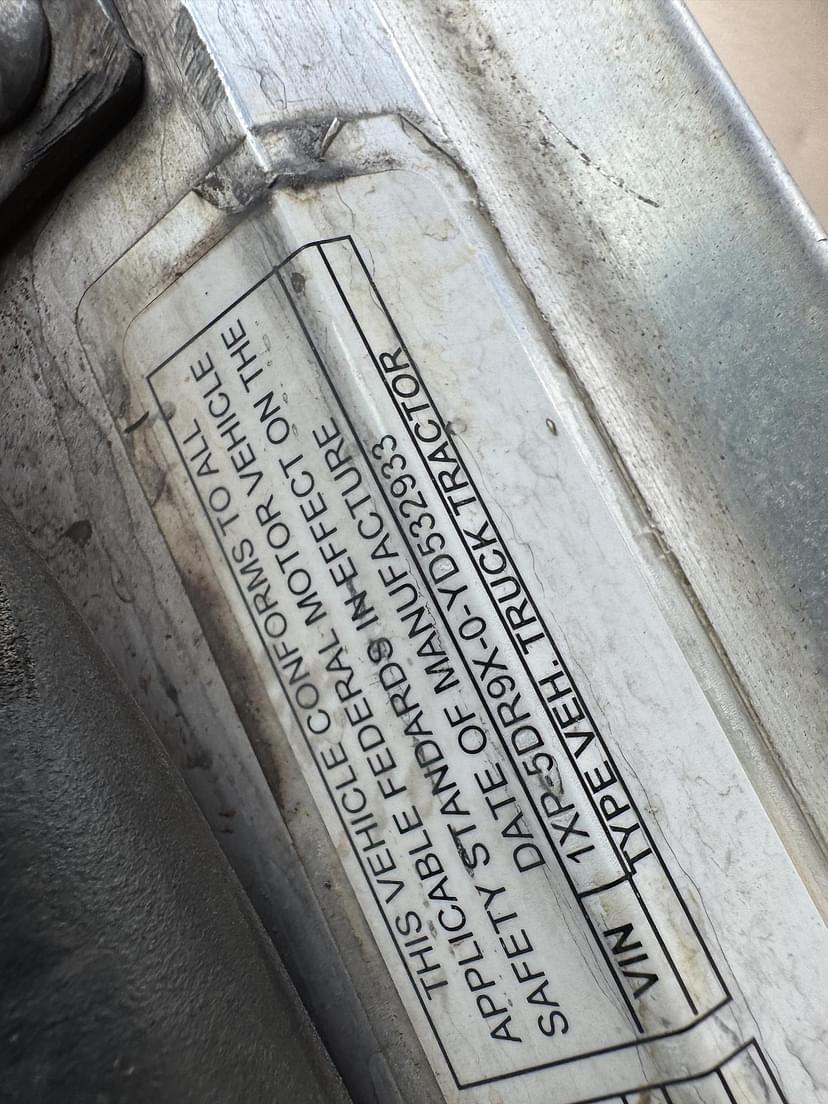 THIS VEHICLE CONFORMS TO ALL
APPLICABLE FEDERAL MOTOR VEHICLE
SAFETY STANDARDS IN EFFECT ON THE
DATE OF MANUFACTURE
VIN 1XP-5DR9X-0-YD532933
TYPE VEH. TRUCK TRACTOR